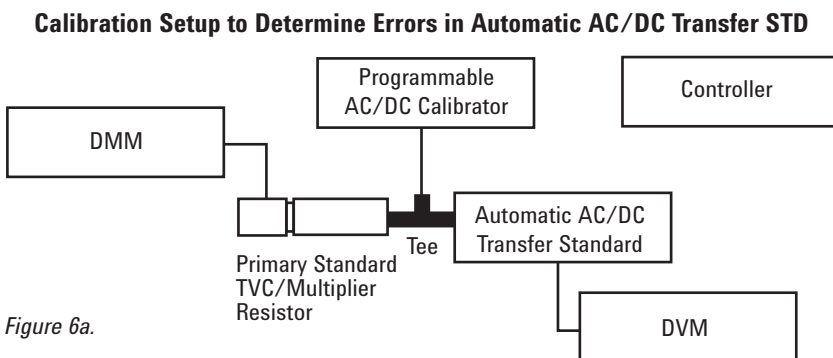 Calibration Setup to Determine Errors in Automatic AC/DC Transfer STD
Programmable
AC/DC Calibrator
Controller
DMM
Automatic AC/DC
Transfer Standard
Tee
Primary Standard
TVC/Multiplier
Resistor
DVM
Figure 6a.